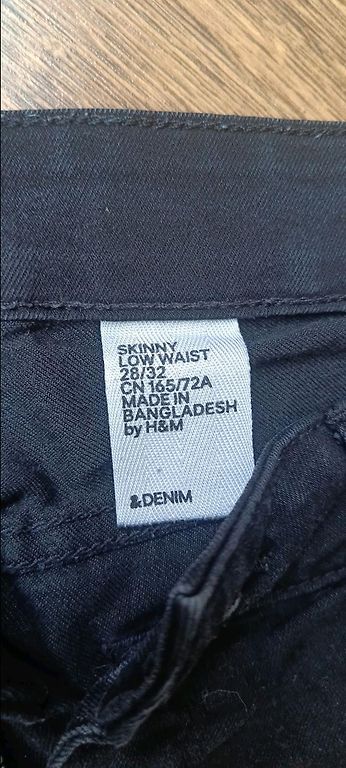 SKINNY
LOW WAIST
28/32
CN 165/72A
MADE IN
BANGLADESH
by H&M
&DENIM